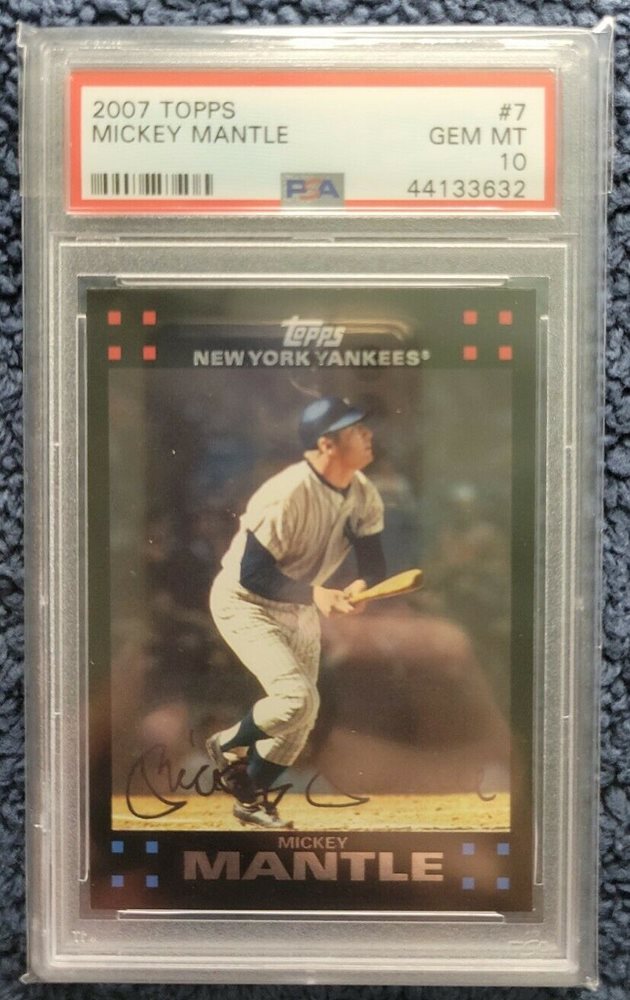 2007 TOPPS #7
MICKEY MANTLE GEM MT
10
PSA 44133632
Topps
NEW YORK YANKEES®
MICKEY
MANTLE